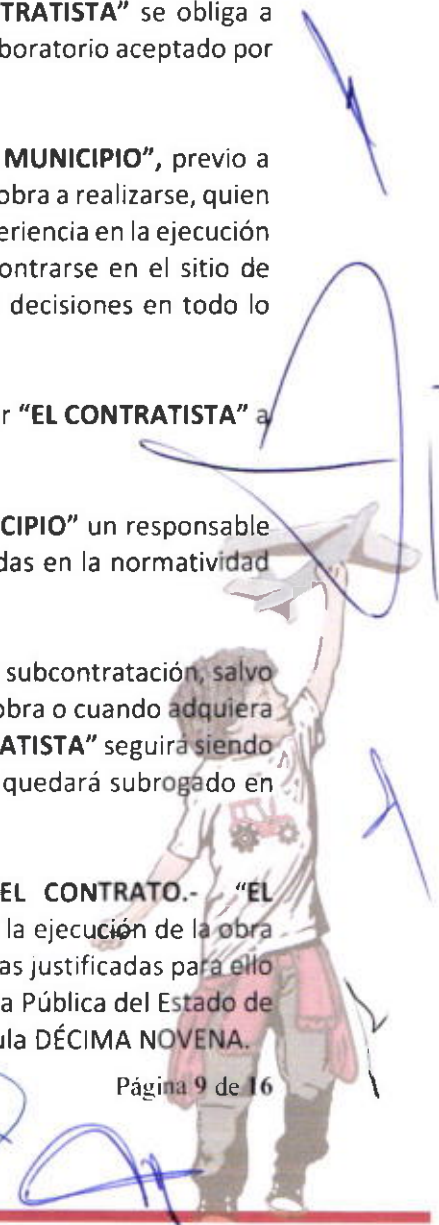 TRATISTA" se obliga a
boratorio aceptado por
MUNICIPIO", previo a
obra a realizarse, quien
eriencia en la ejecución
ontrarse en el sitio de
decisiones en todo lo
r "EL CONTRATISTA" a
CIPIO" un responsable
das en la normatividad
subcontratación, salvo
obra o cuando adquiera
ATISTA" seguirá siendo
quedará subrogado en
EL CONTRATO.- "EL
la ejecución de la obra
as justificadas para ello
a Pública del Estado de
ula DÉCIMA NOVENA.
Página 9 de 16